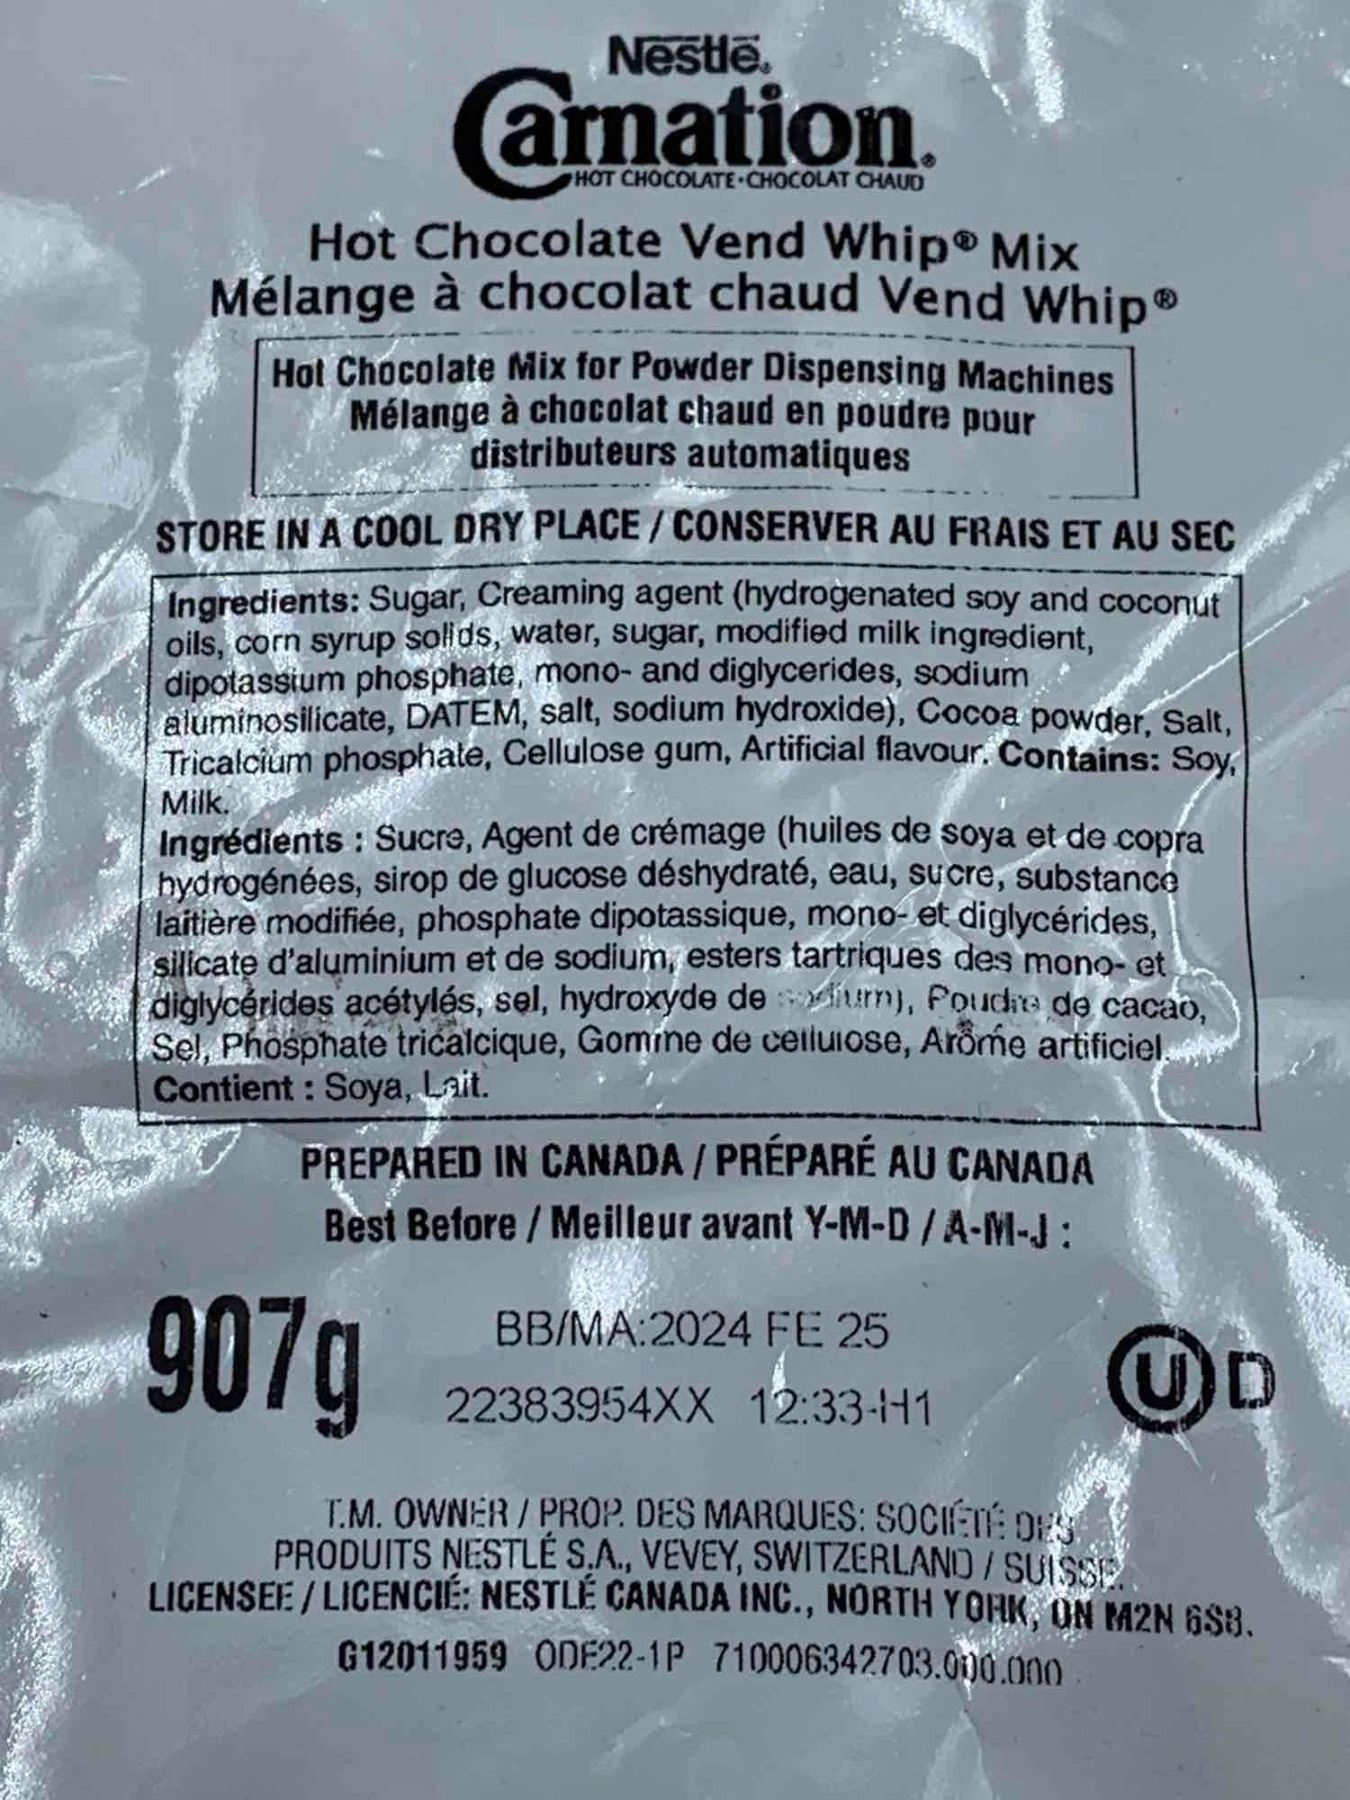 Nestlé®
Carnation®
HOT CHOCOLATE•CHOCOLAT CHAUD
Hot Chocolate Vend Whip® Mix
Mélange à chocolat chaud Vend Whip®
Hot Chocolate Mix for Powder Dispensing Machines
Mélange à chocolat chaud en poudre pour
distributeurs automatiques
STORE IN A COOL DRY PLACE / CONSERVER AU FRAIS ET AU SEC
Ingredients: Sugar, Creaming agent (hydrogenated soy and coconut
oils, corn syrup solids, water, sugar, modified milk ingredient,
dipotassium phosphate, mono- and diglycerides, sodium
aluminosilicate, DATEM, salt, sodium hydroxide), Cocoa powder, Salt,
Tricalcium phosphate, Cellulose gum, Artificial flavour. Contains: Soy,
Milk.
Ingrédients : Sucre, Agent de crémage (huiles de soya et de copra
hydrogénées, sirop de glucose déshydraté, eau, sucre, substance
laitière modifiée, phosphate dipotassique, mono- et diglycérides,
silicate d'aluminium et de sodium, esters tartriques des mono- et
diglycérides acétylés, sel, hydroxyde de sodium), Poudre de cacao,
Sel, Phosphate tricalcique, Gomme de cellulose, Arôme artificiel.
Contient : Soya, Lait.
PREPARED IN CANADA / PRÉPARÉ AU CANADA
Best Before / Meilleur avant Y-M-D / A-M-J :
907g
BB/MA:2024 FE 25
22383954XX 12:33-H1
U D
T.M. OWNER / PROP. DES MARQUES: SOCIÉTÉ DES
PRODUITS NESTLÉ S.A., VEVEY, SWITZERLAND / SUISSE.
LICENSEE / LICENCIÉ: NESTLÉ CANADA INC., NORTH YORK, ON M2N 6S8.
G12011959 ODE22-1P 710006342703.000.000